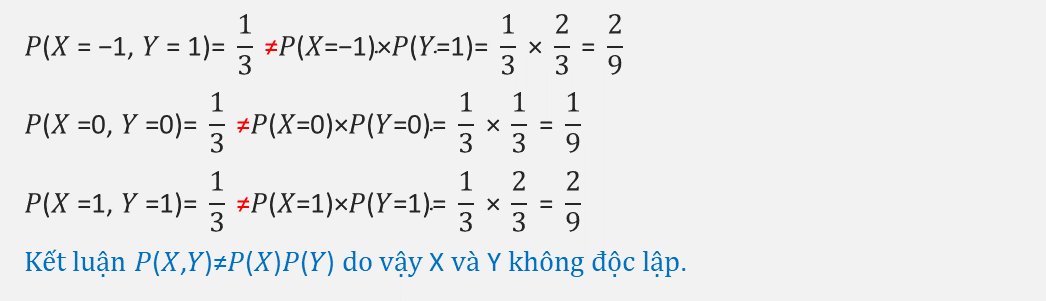 P(X = −1, Y = 1)= 1/3 ≠P(X=−1).×P(Y.=1)= 1/3 × 2/3 = 2/9
P(X =0, Y =0)= 1/3 ≠P(X=0)×P(Y=0).= 1/3 × 1/3 = 1/9
P(X =1, Y =1)= 1/3 ≠P(X=1)×P(Y=1).= 1/3 × 2/3 = 2/9
Kết luận P(X,Y)≠P(X)P(Y) do vậy X và Y không độc lập.